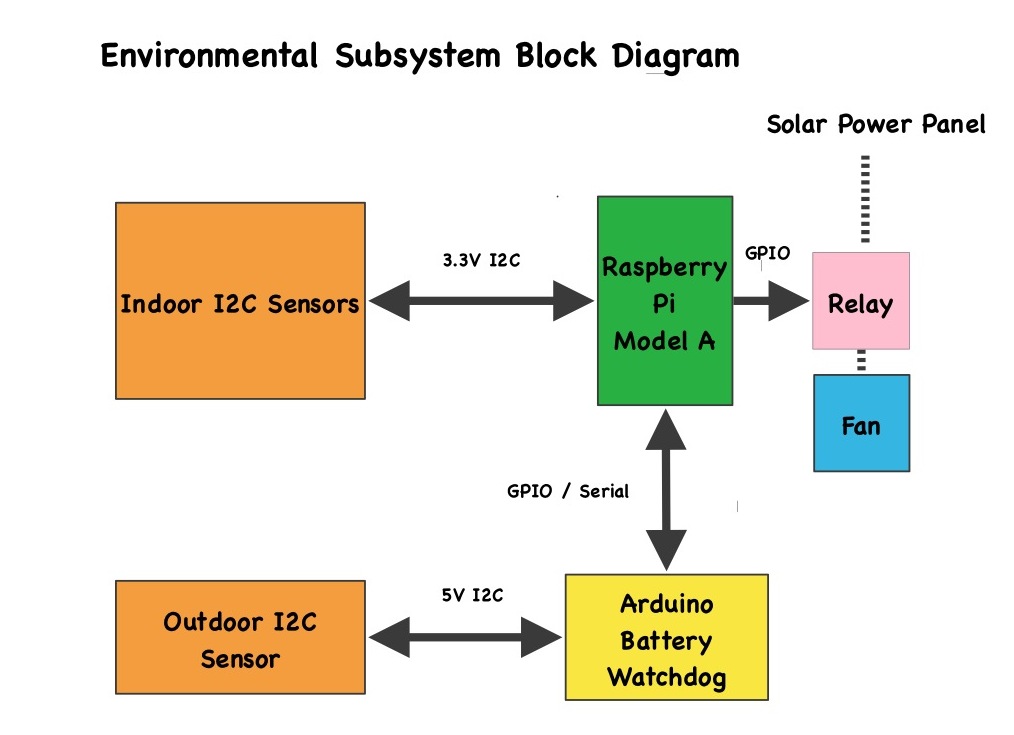 Environmental Subsystem Block Diagram
Solar Power Panel
3.3V I2C
GPIO
Indoor I2C Sensors
Raspberry
Pi
Model A
Relay
Fan
GPIO / Serial
5V I2C
Outdoor I2C
Sensor
Arduino
Battery
Watchdog